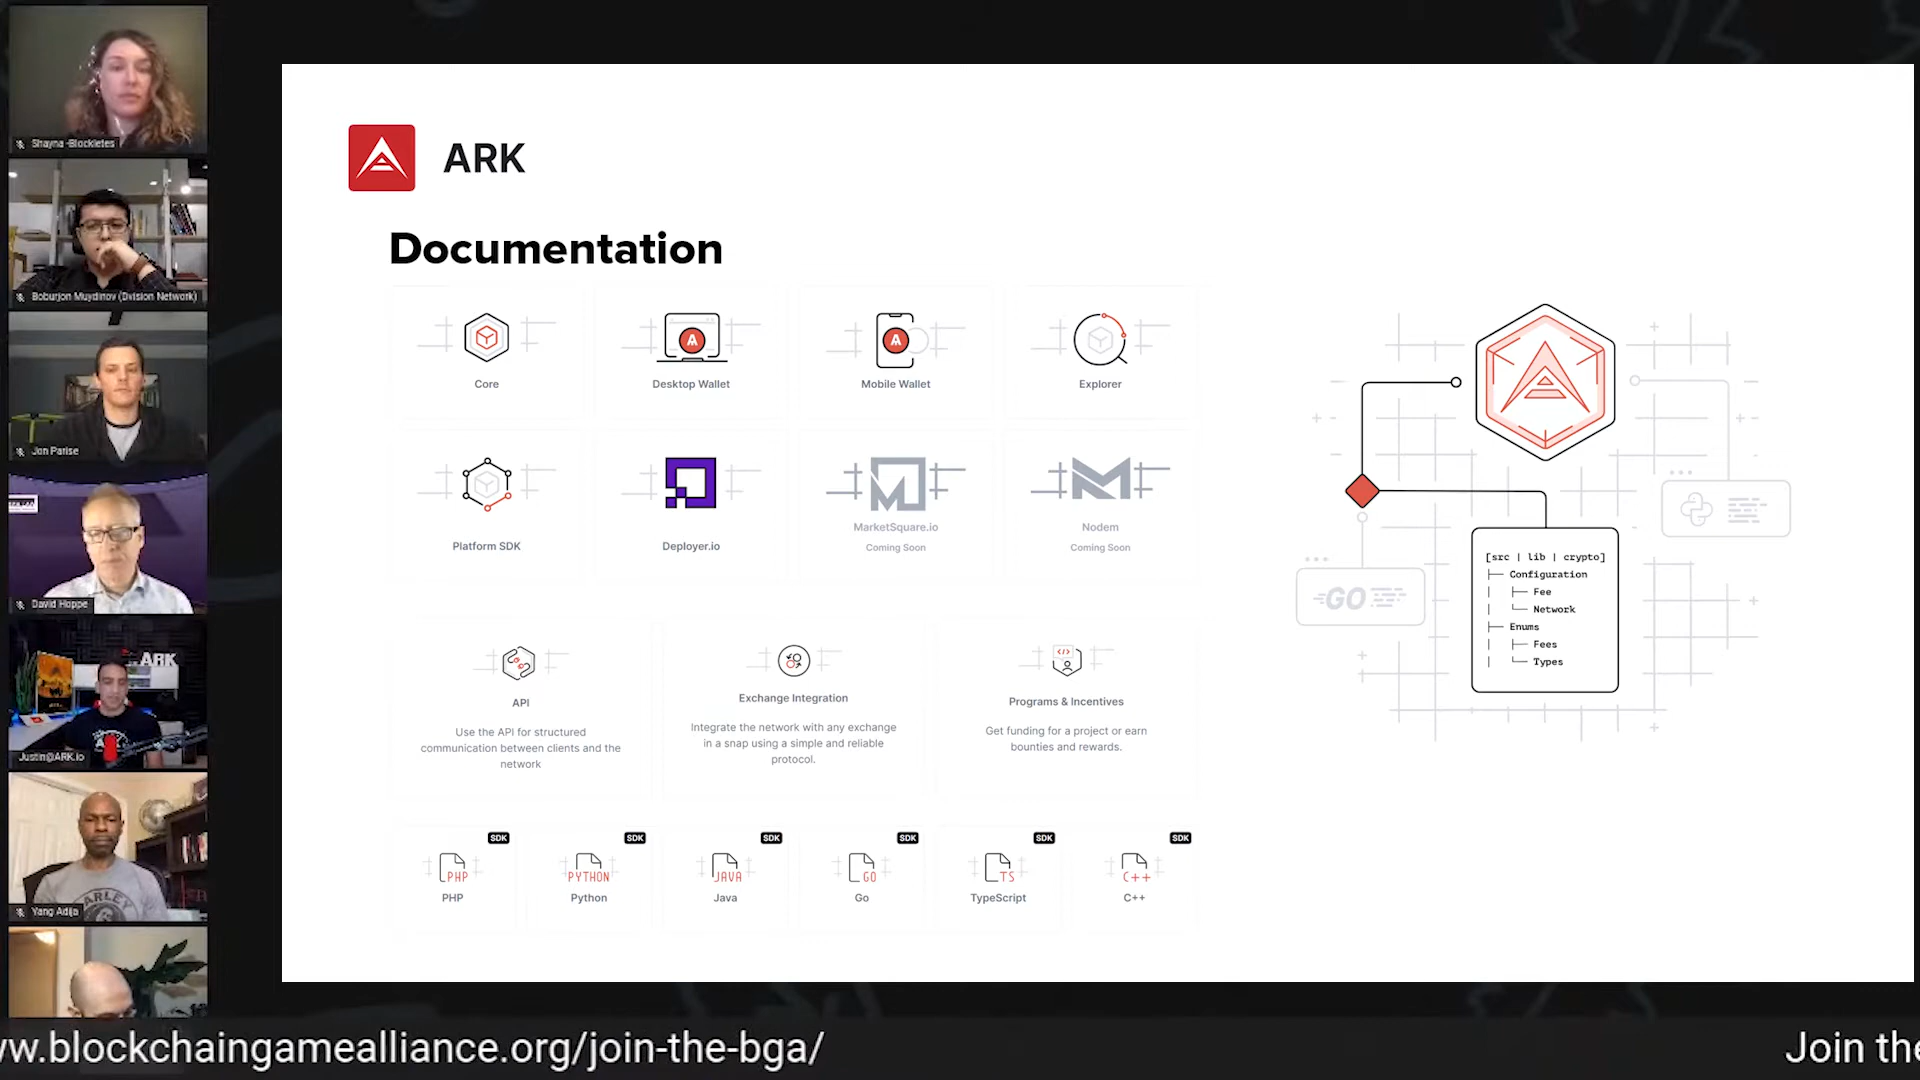 Shayna -Blockletes
Boburjon Muydinov (Dvision Network)
Jon Parise
David Hoppe
ARK
Justin@ARK.io
Yang Adija
ARK
Documentation
Core
Desktop Wallet
Mobile Wallet
Explorer
Platform SDK
Deployer.io
MarketSquare.io
Coming Soon
Nodem
Coming Soon
API
Use the API for structured
communication between clients and the
network
Exchange Integration
Integrate the network with any exchange
in a snap using a simple and reliable
protocol.
Programs & Incentives
Get funding for a project or earn
bounties and rewards.
SDK
PHP
PHP
SDK
PYTHON
Python
SDK
JAVA
Java
SDK
GO
Go
SDK
TS
TypeScript
SDK
C++
C++
GO
[src | lib | crypto]
Configuration
Fee
Network
Enums
Fees
Types
w.blockchaingamealliance.org/join-the-bga/
Join the